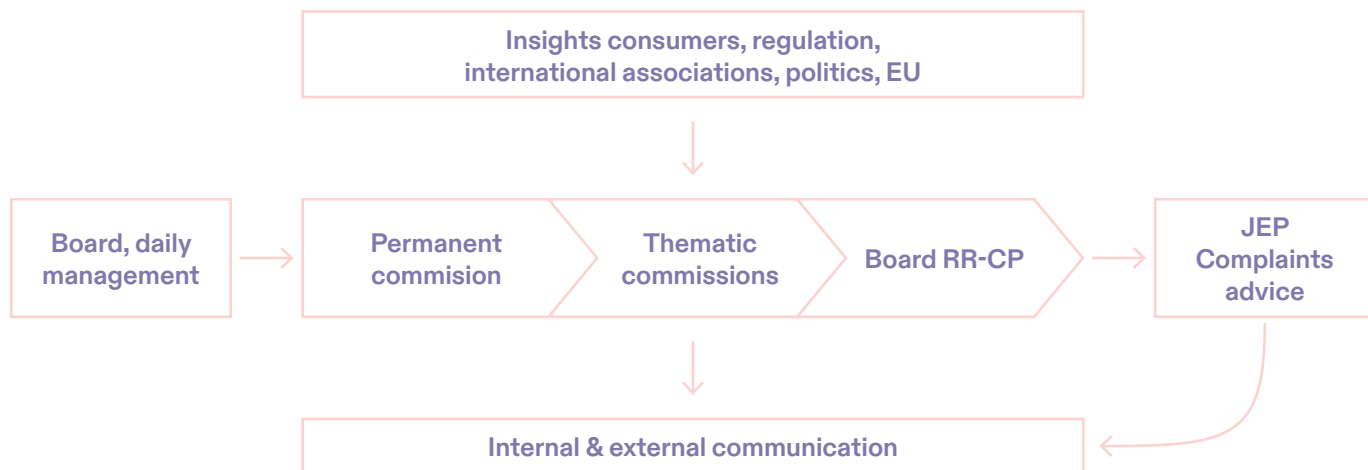 Insights consumers, regulation,
international associations, politics, EU
Board, daily
management
Permanent
commision
Thematic
commissions
Board RR-CP
JEP
Complaints
advice
Internal & external communication